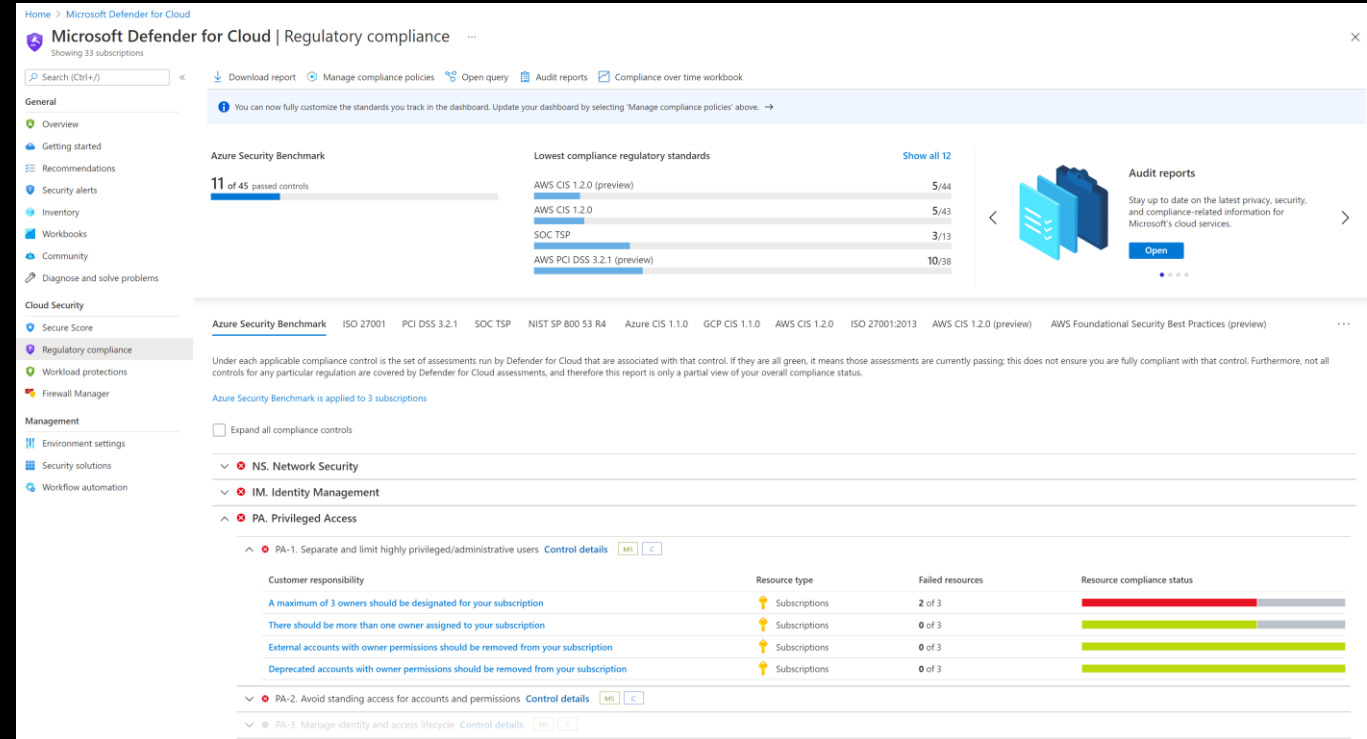 Home > Microsoft Defender for Cloud
Microsoft Defender for Cloud | Regulatory compliance ...
Showing 33 subscriptions
Search (Ctrl+/) «
Download report Manage compliance policies Open query Audit reports Compliance over time workbook
You can now fully customize the standards you track in the dashboard. Update your dashboard by selecting 'Manage compliance policies' above. →
General
Overview
Getting started
Recommendations
Security alerts
Inventory
Workbooks
Community
Diagnose and solve problems
Cloud Security
Secure Score
Regulatory compliance
Workload protections
Firewall Manager
Management
Environment settings
Security solutions
Workflow automation
Azure Security Benchmark
11 of 45 passed controls
Lowest compliance regulatory standards Show all 12
AWS CIS 1.2.0 (preview) 5/44
AWS CIS 1.2.0 5/43
SOC TSP 3/13
AWS PCI DSS 3.2.1 (preview) 10/38
Audit reports
Stay up to date on the latest privacy, security,
and compliance-related information for
Microsoft's cloud services.
Open
Azure Security Benchmark ISO 27001 PCI DSS 3.2.1 SOC TSP NIST SP 800 53 R4 Azure CIS 1.1.0 GCP CIS 1.1.0 AWS CIS 1.2.0 ISO 27001:2013 AWS CIS 1.2.0 (preview) AWS Foundational Security Best Practices (preview) ...
Under each applicable compliance control is the set of assessments run by Defender for Cloud that are associated with that control. If they are all green, it means those assessments are currently passing; this does not ensure you are fully compliant with that control. Furthermore, not all
controls for any particular regulation are covered by Defender for Cloud assessments, and therefore this report is only a partial view of your overall compliance status.
Azure Security Benchmark is applied to 3 subscriptions
Expand all compliance controls
NS. Network Security
IM. Identity Management
PA. Privileged Access
PA-1. Separate and limit highly privileged/administrative users Control details MS C
Customer responsibility Resource type Failed resources Resource compliance status
A maximum of 3 owners should be designated for your subscription Subscriptions 2 of 3
There should be more than one owner assigned to your subscription Subscriptions 0 of 3
External accounts with owner permissions should be removed from your subscription Subscriptions 0 of 3
Deprecated accounts with owner permissions should be removed from your subscription Subscriptions 0 of 3
PA-2. Avoid standing access for accounts and permissions Control details MS C
PA-3. Manage identity and access lifecycle Control details MS C